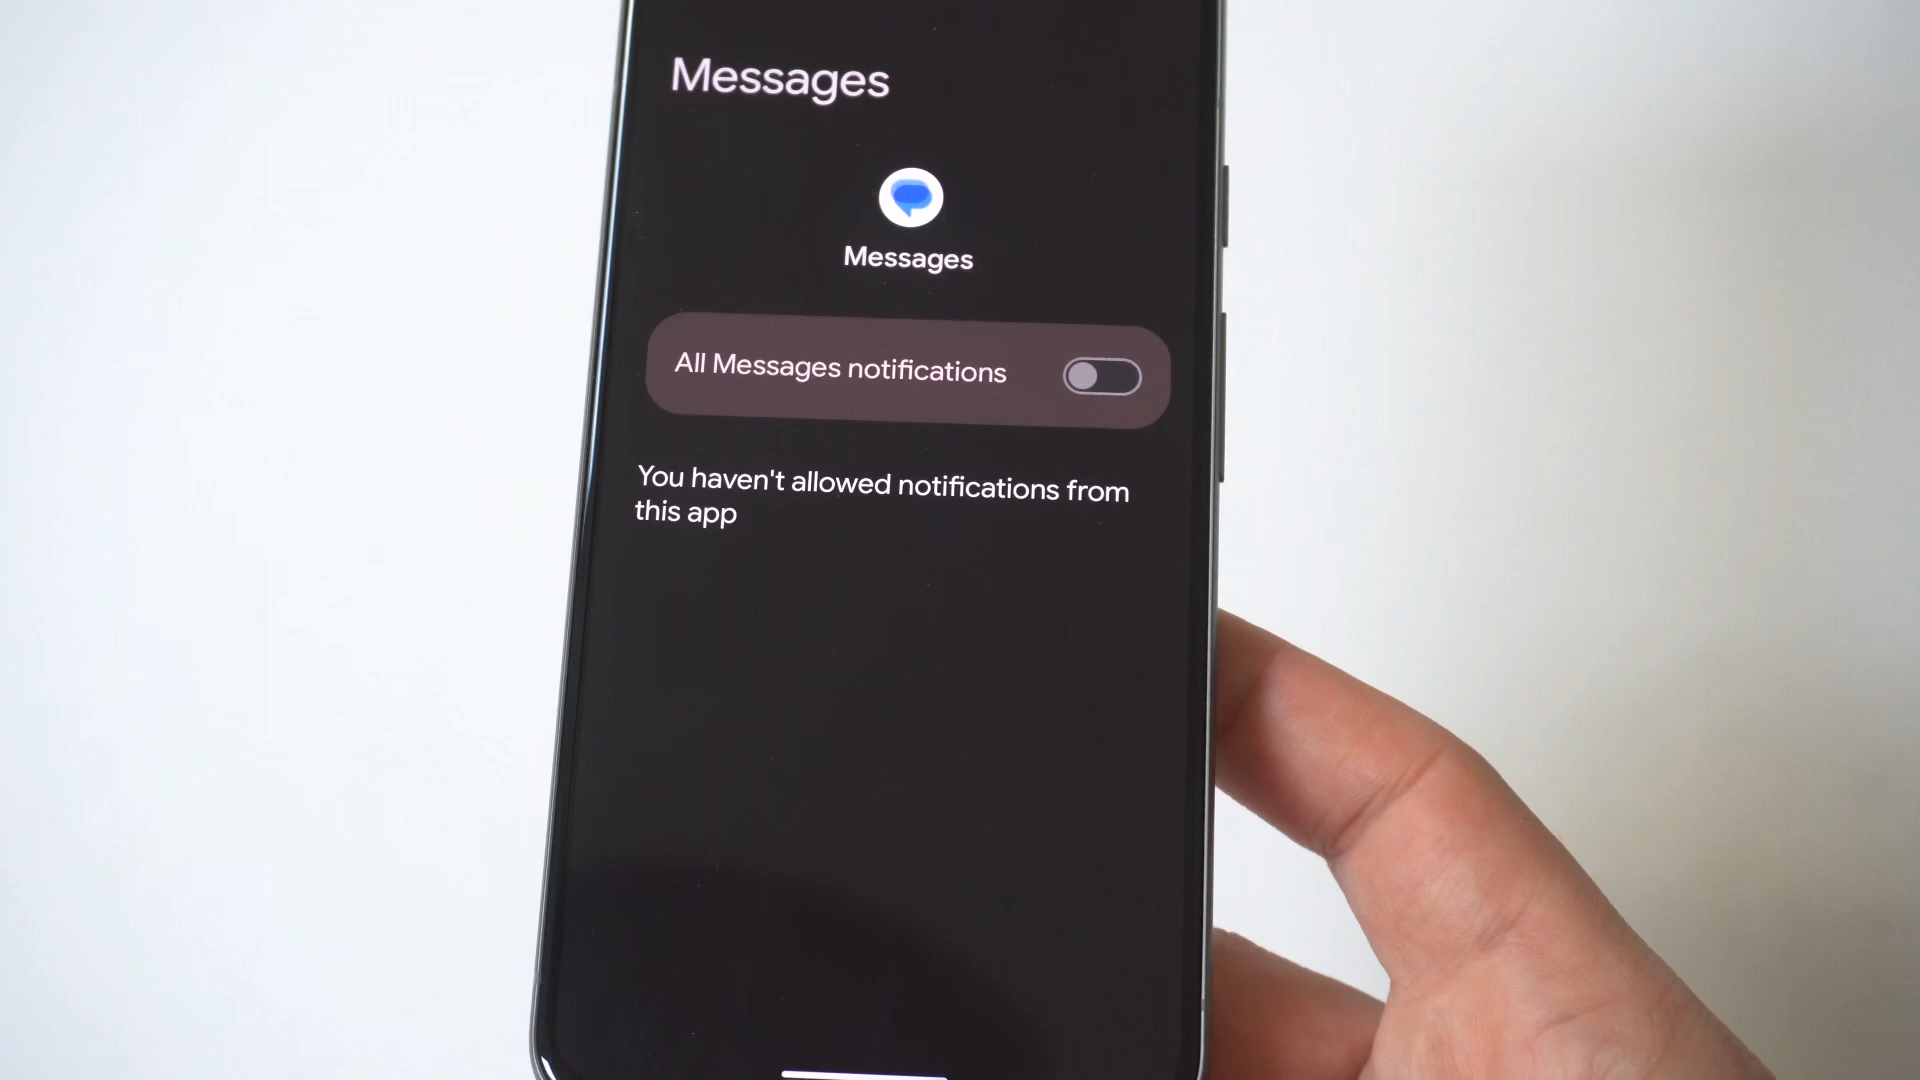 Messages
Messages
All Messages notifications
You haven't allowed notifications from
this app